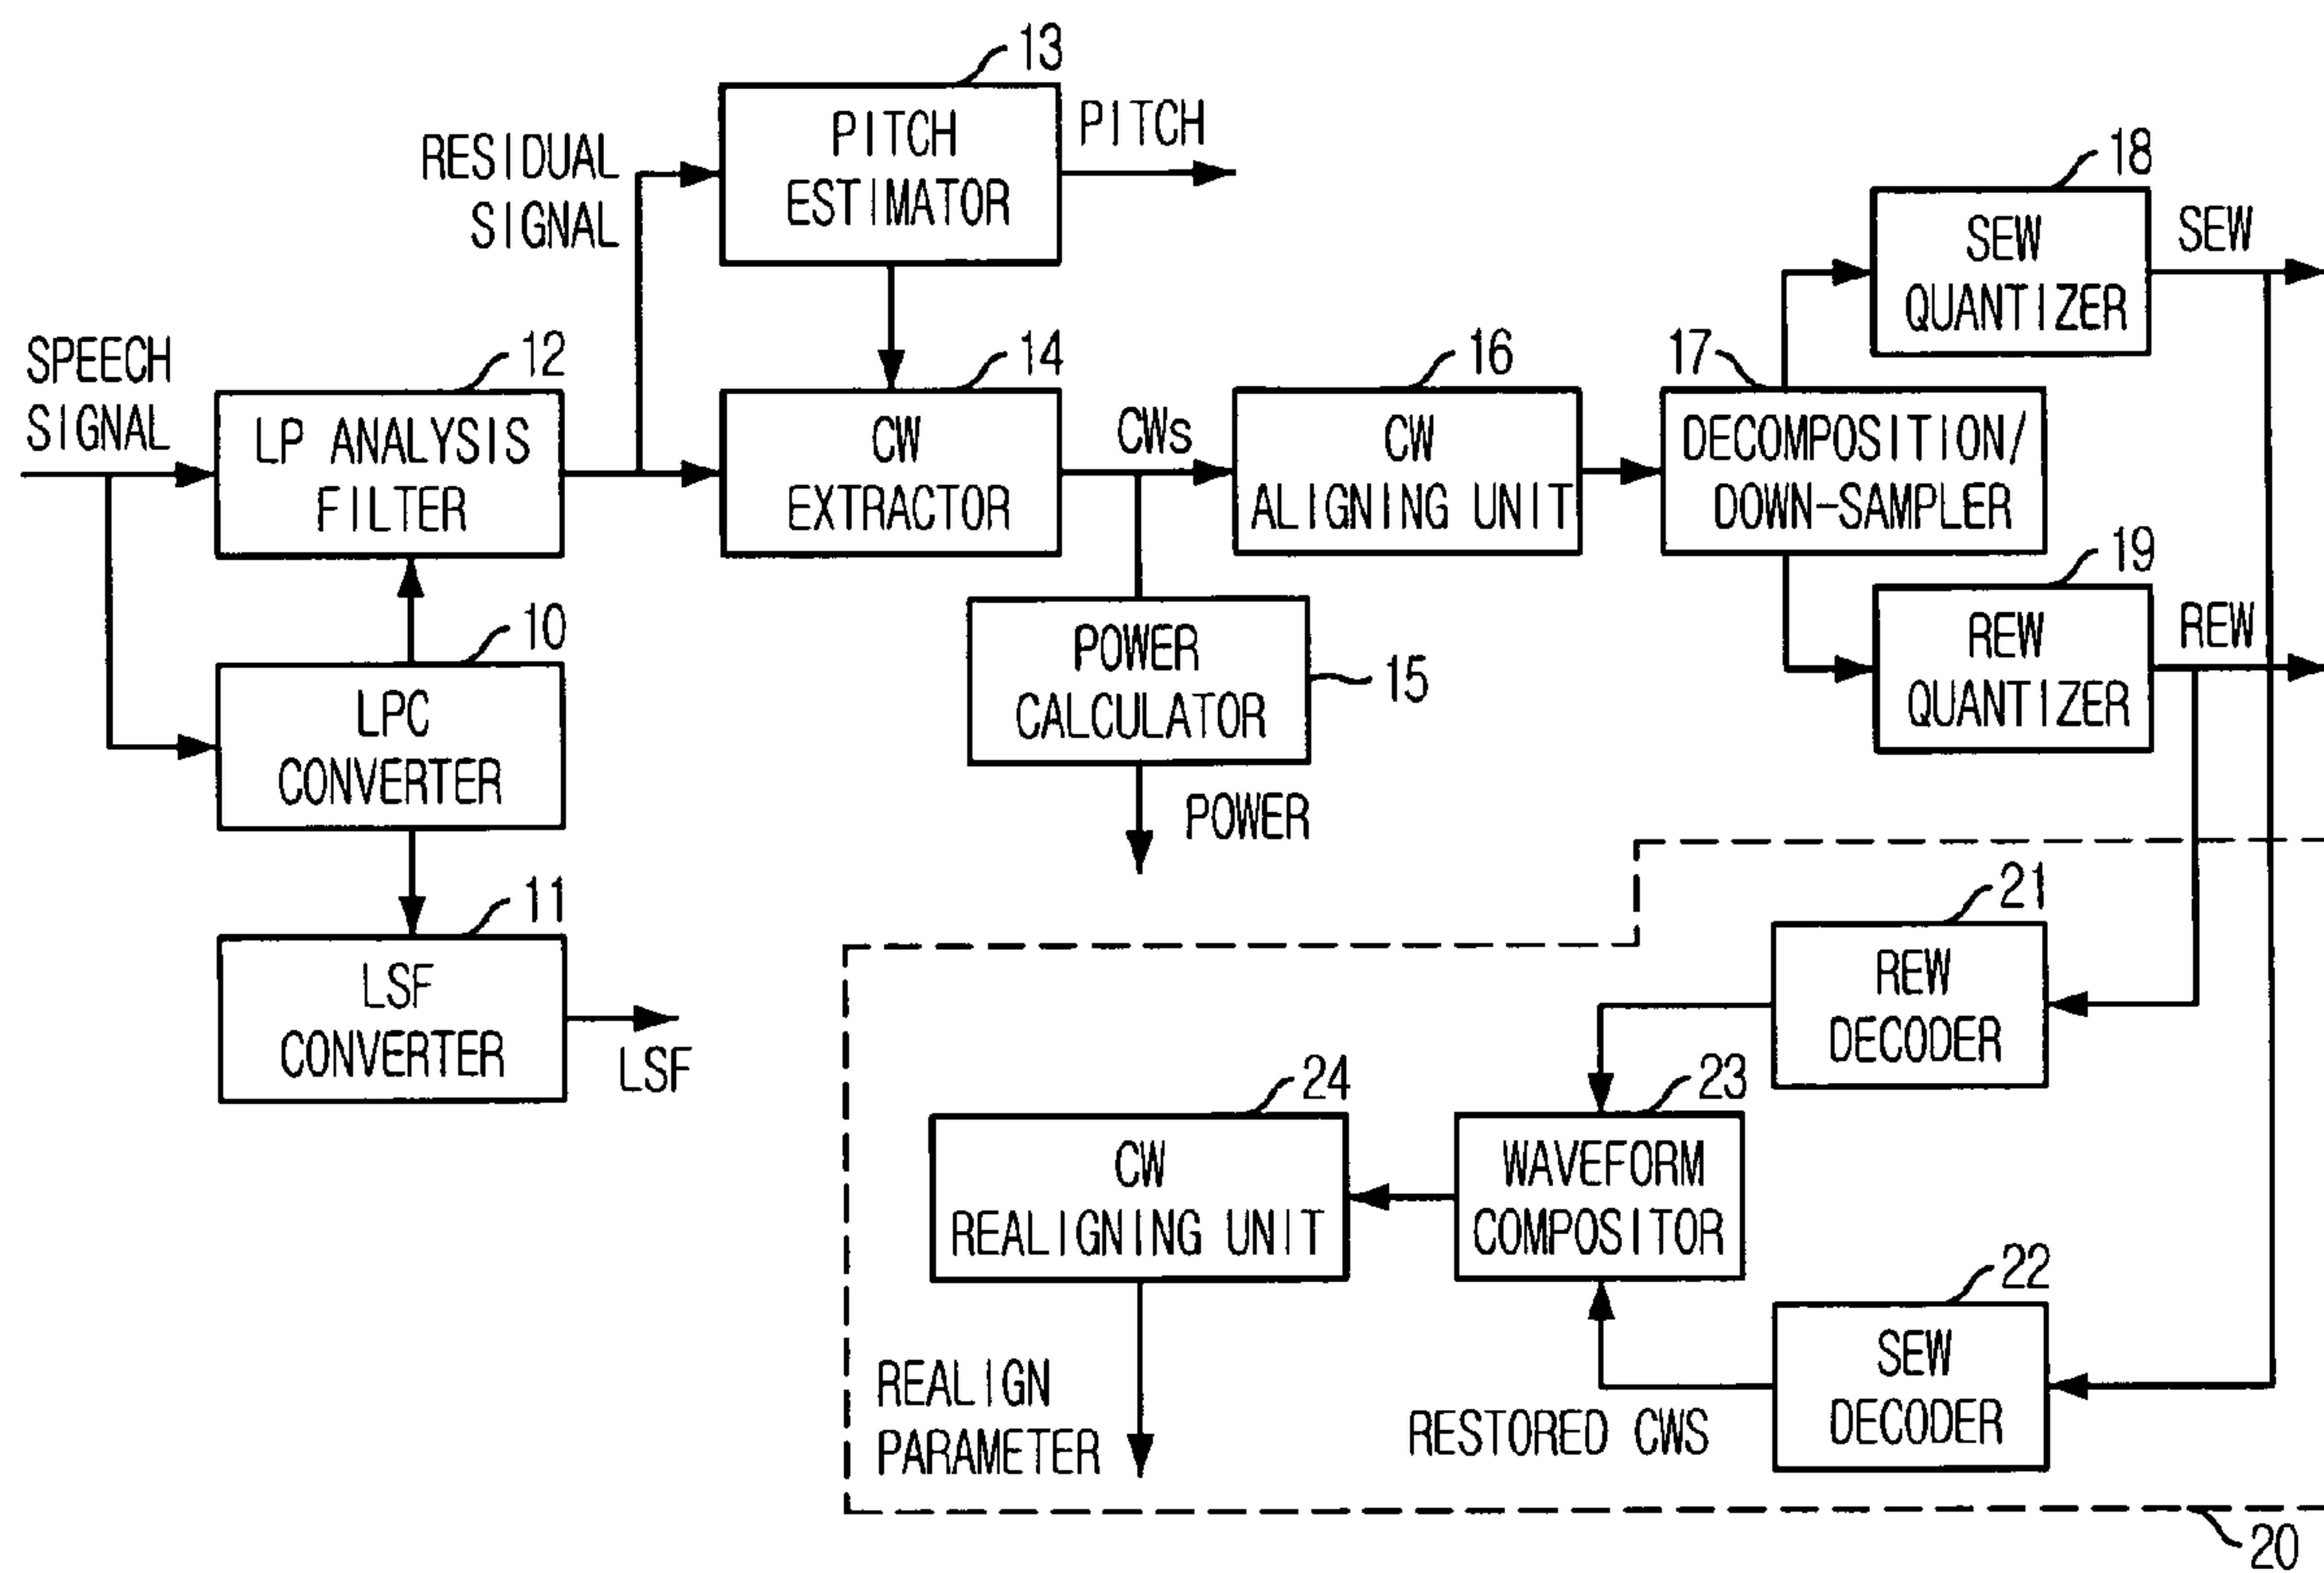 13
PITCH
ESTIMATOR
PITCH
RESIDUAL
SIGNAL
18
SEW
QUANTIZER
SEW
SPEECH
SIGNAL
12
LP ANALYSIS
FILTER
14
CW
EXTRACTOR
CWs
16
CW
ALIGNING UNIT
17
DECOMPOSITION/
DOWN-SAMPLER
19
REW
QUANTIZER
REW
10
LPC
CONVERTER
POWER
CALCULATOR
15
POWER
11
LSF
CONVERTER
LSF
21
REW
DECODER
24
CW
REALIGNING UNIT
23
WAVEFORM
COMPOSITOR
22
SEW
DECODER
REALIGN
PARAMETER
RESTORED CWS
20